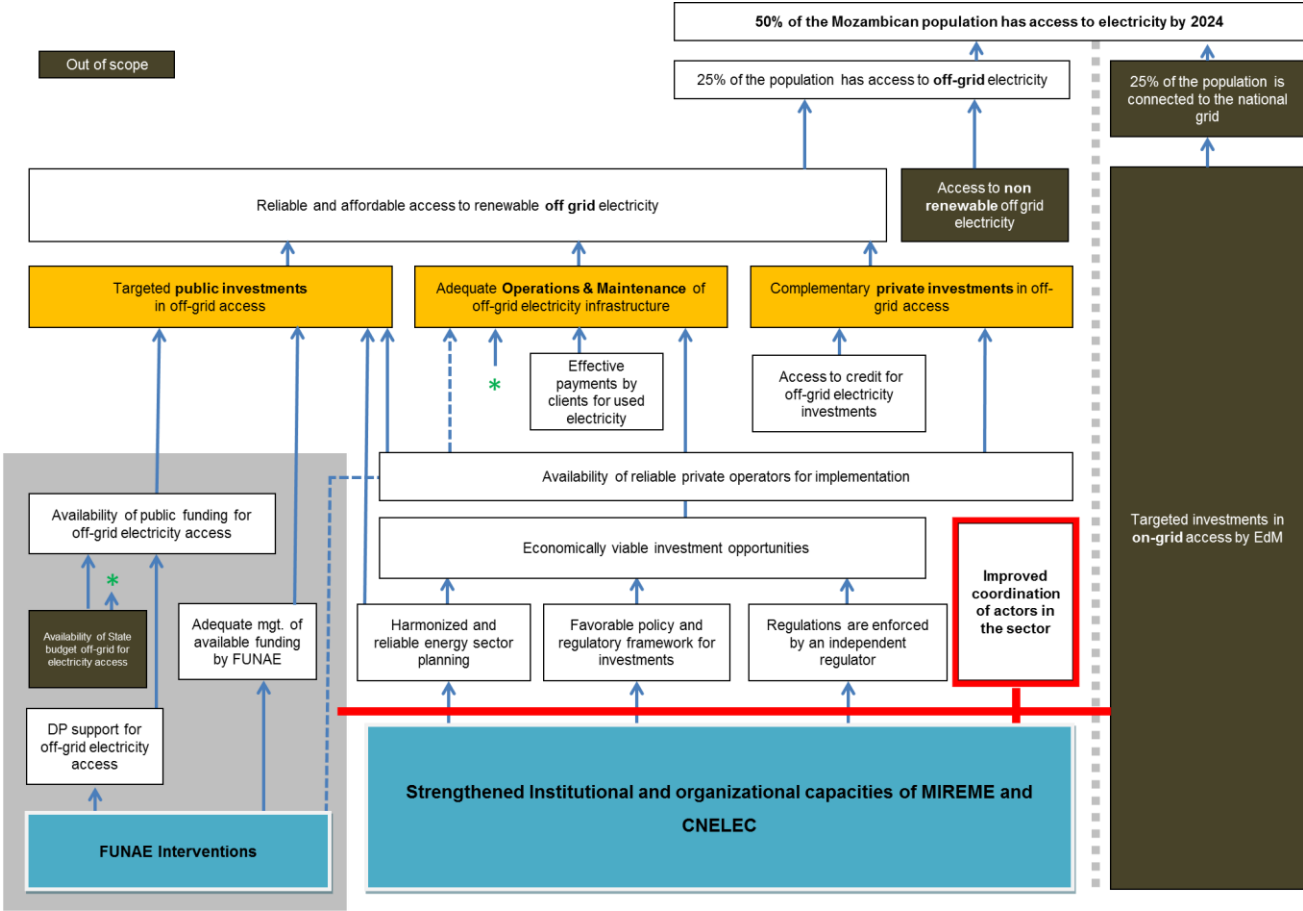 50% of the Mozambican population has access to electricity by 2024
Out of scope
25% of the population has access to off-grid electricity
25% of the population is
connected to the national
grid
Reliable and affordable access to renewable off grid electricity
Access to non
renewable off grid
electricity
Targeted public investments
in off-grid access
Adequate Operations & Maintenance of
off-grid electricity infrastructure
Complementary private investments in off-
grid access
*
Effective
payments by
clients for used
electricity
Access to credit for
off-grid electricity
investments
Availability of reliable private operators for implementation
Availability of public funding for
off-grid electricity access
Economically viable investment opportunities
Targeted investments in
on-grid access by EdM
*
Improved
coordination
of actors in
the sector
Availability of State
budget off-grid for
electricity access
Adequate mgt. of
available funding
by FUNAE
Harmonized and
reliable energy sector
planning
Favorable policy and
regulatory framework for
investments
Regulations are enforced
by an independent
regulator
DP support for
off-grid electricity
access
Strengthened Institutional and organizational capacities of MIREME and
CNELEC
FUNAE Interventions